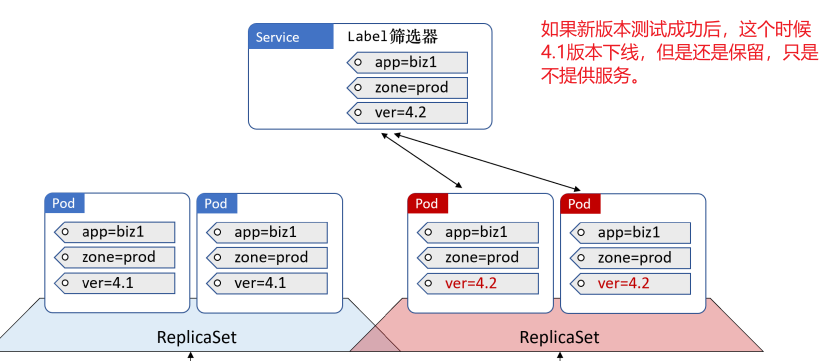 Service
Label筛选器
app=biz1
zone=prod
ver=4.2
如果新版本测试成功后，这个时候
4.1版本下线，但是还是保留，只是
不提供服务。
Pod
app=biz1
zone=prod
ver=4.1
Pod
app=biz1
zone=prod
ver=4.1
Pod
app=biz1
zone=prod
ver=4.2
Pod
app=biz1
zone=prod
ver=4.2
ReplicaSet
ReplicaSet